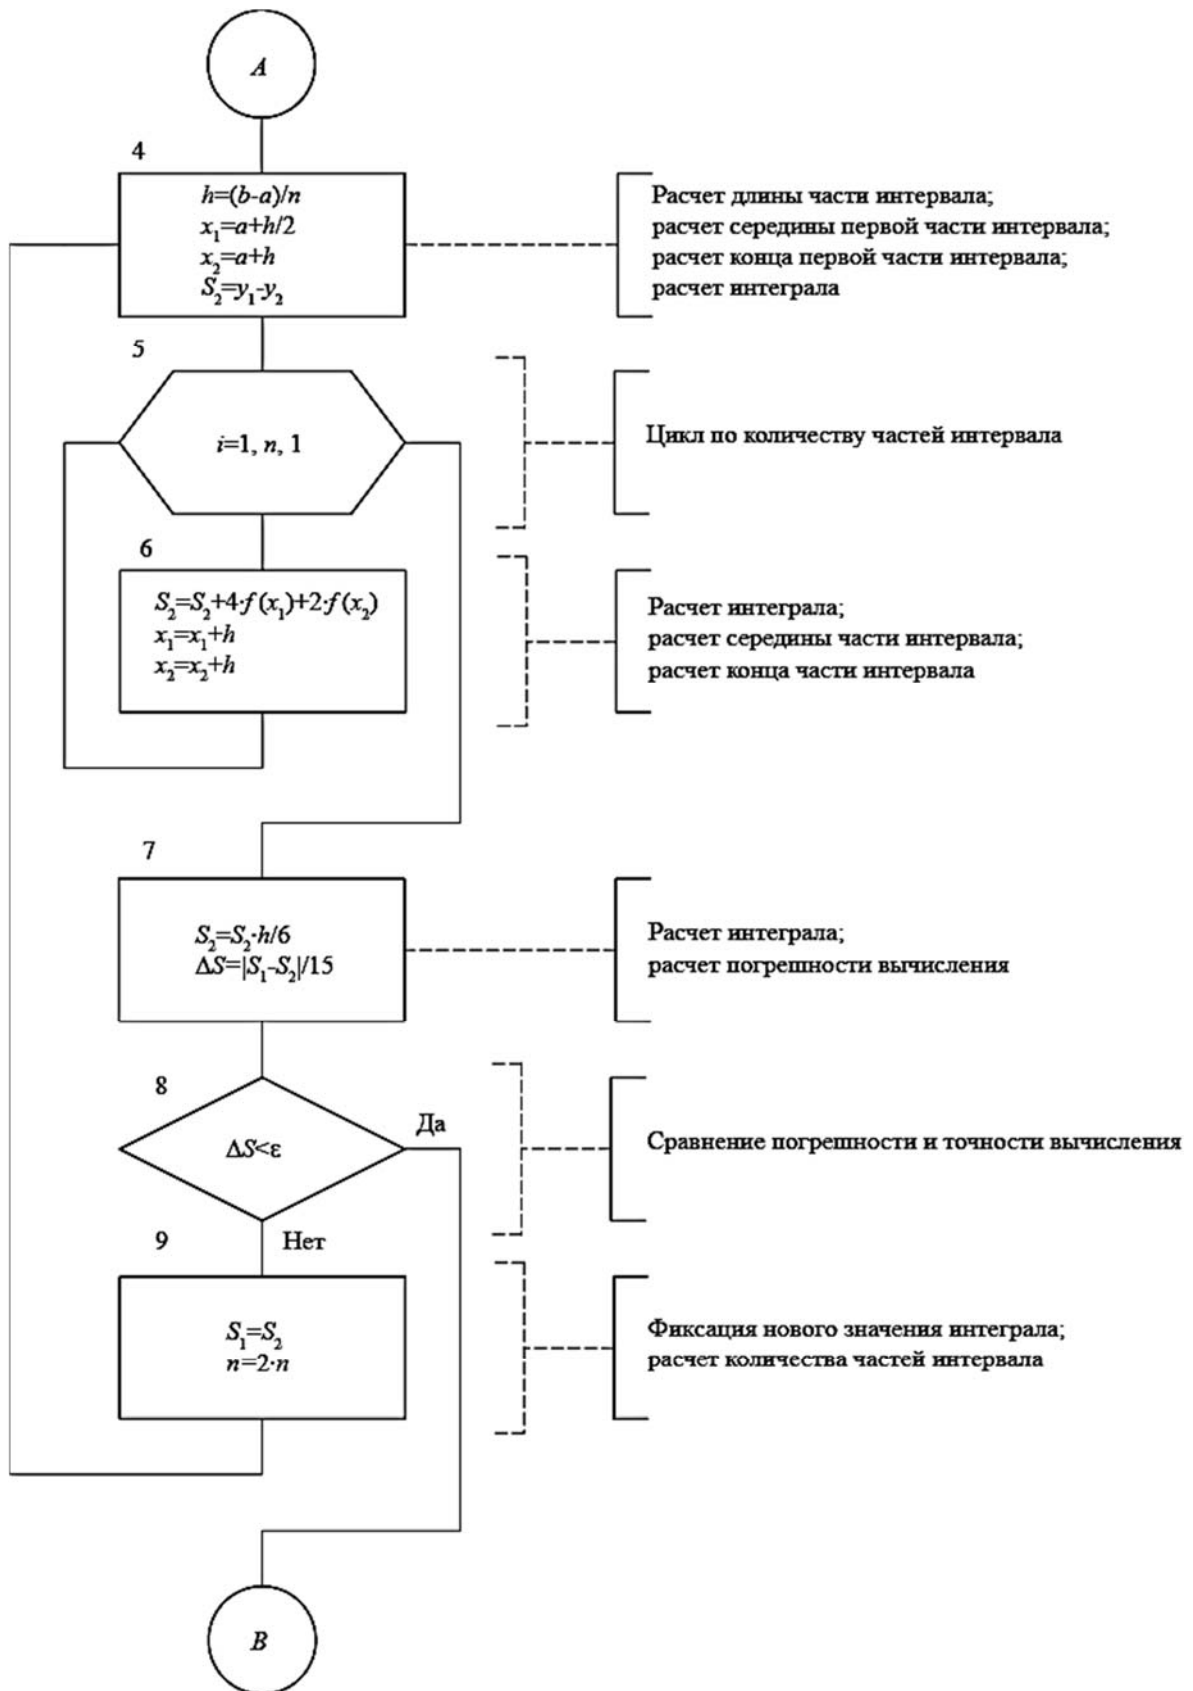 A
4
h=(b-a)/n
x₁=a+h/2
x₂=a+h
S₂=y₁-y₂
Расчет длины части интервала;
расчет середины первой части интервала;
расчет конца первой части интервала;
расчет интеграла
5
i=1, n, 1
Цикл по количеству частей интервала
6
S₂=S₂+4·f(x₁)+2·f(x₂)
x₁=x₁+h
x₂=x₂+h
Расчет интеграла;
расчет середины части интервала;
расчет конца части интервала
7
S₂=S₂·h/6
ΔS=|S₁-S₂|/15
Расчет интеграла;
расчет погрешности вычисления
8
ΔS<ε
Да
Сравнение погрешности и точности вычисления
9
Нет
S₁=S₂
n=2·n
Фиксация нового значения интеграла;
расчет количества частей интервала
B